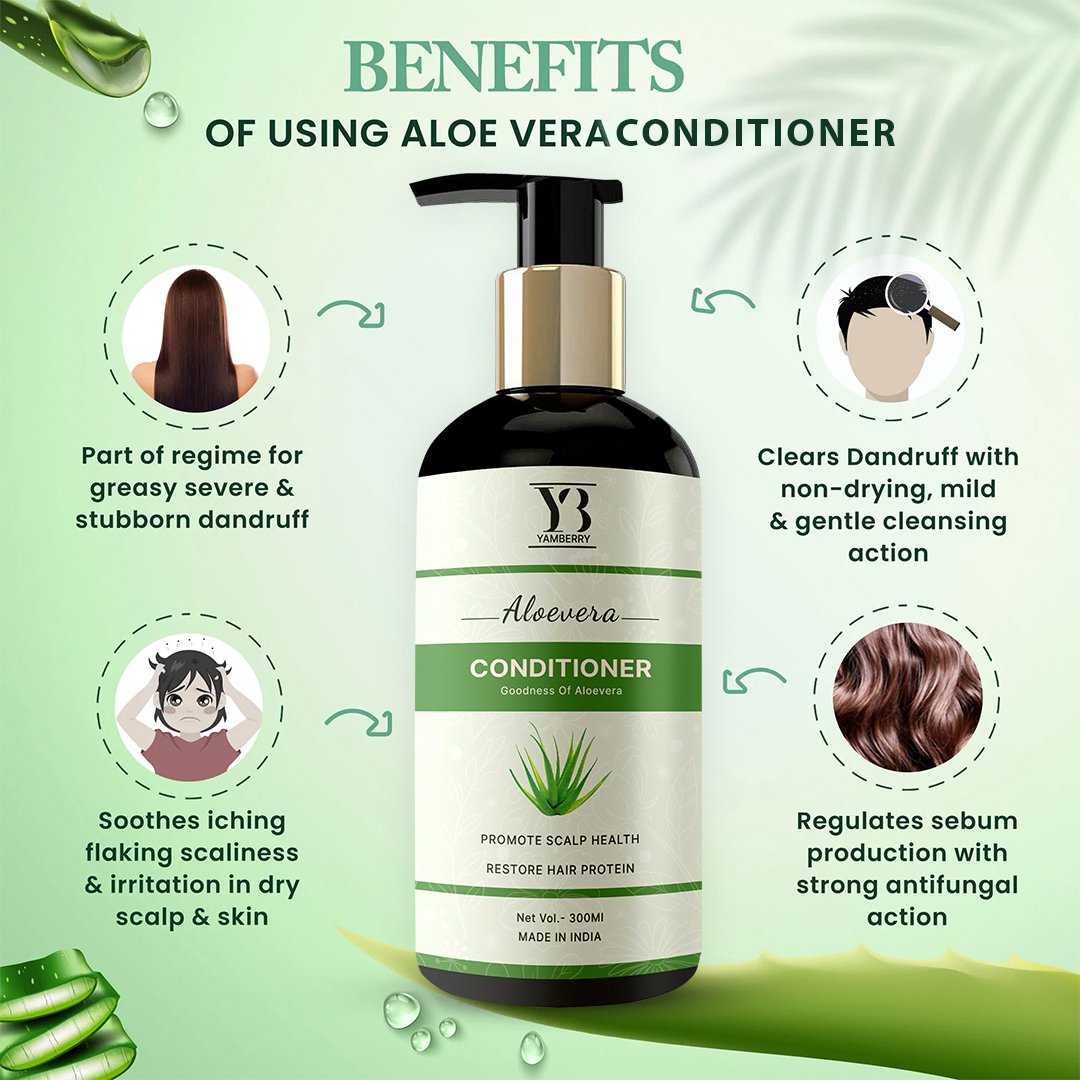 BENEFITS
OF USING ALOE VERA CONDITIONER
Part of regime for
greasy severe &
stubborn dandruff
Clears Dandruff with
non-drying, mild
& gentle cleansing
action
Soothes iching
flaking scaliness
& irritation in dry
scalp & skin
Regulates sebum
production with
strong antifungal
action
YB
YAMBERRY
Aloevera
CONDITIONER
Goodness Of Aloevera
PROMOTE SCALP HEALTH
RESTORE HAIR PROTEIN
Net Vol.- 300Ml
MADE IN INDIA